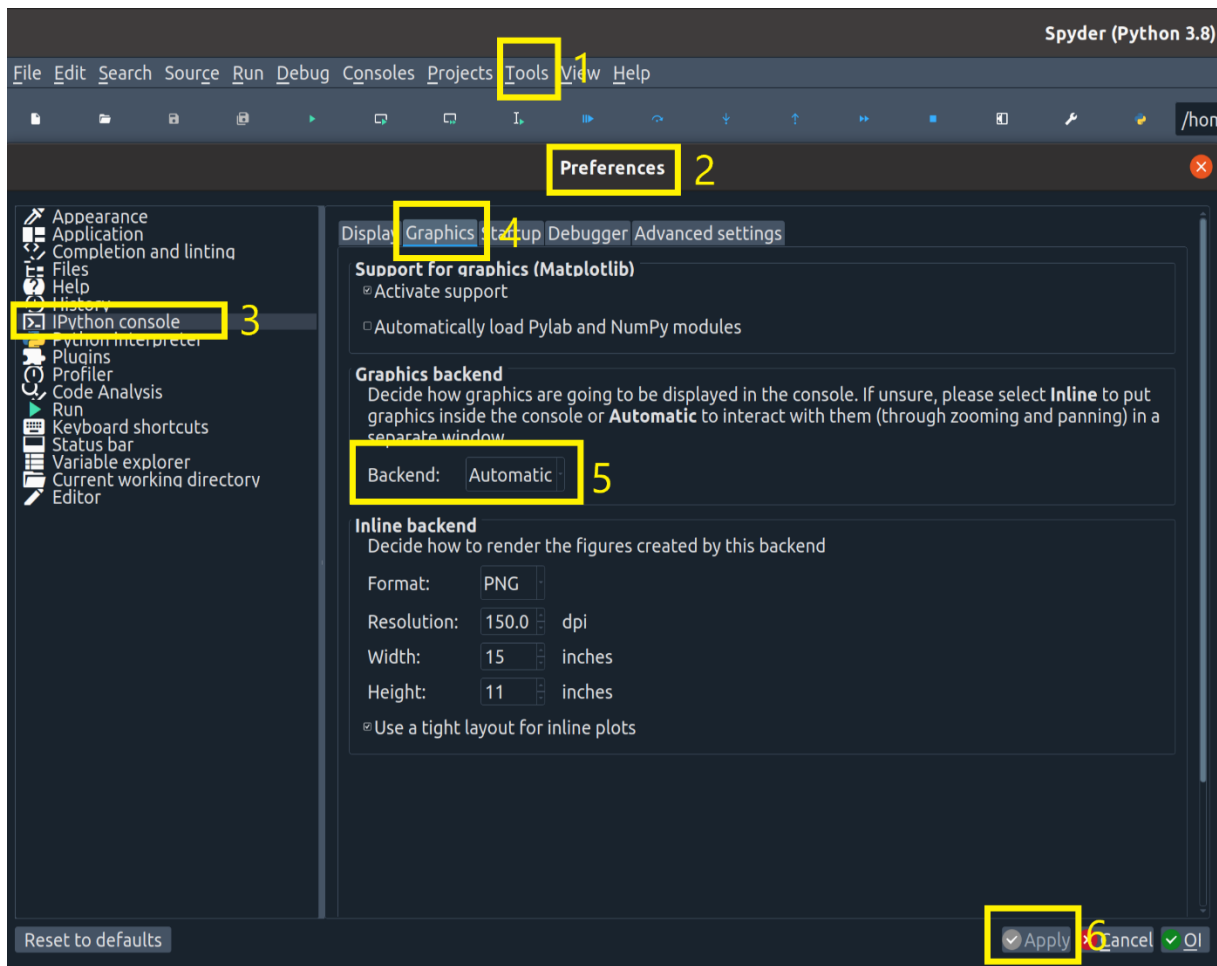 Spyder (Python 3.8)
File Edit Search Source Run Debug Consoles Projects Tools View Help
1
/hon
Preferences
2
Appearance
Application
Completion and linting
Files
Help
History
IPython console
3
Python interpreter
Plugins
Profiler
Code Analysis
Run
Keyboard shortcuts
Status bar
Variable explorer
Current working directory
Editor
Display Graphics Startup Debugger Advanced settings
4
Support for graphics (Matplotlib)
Activate support
Automatically load Pylab and NumPy modules
Graphics backend
Decide how graphics are going to be displayed in the console. If unsure, please select Inline to put
graphics inside the console or Automatic to interact with them (through zooming and panning) in a
separate window.
Backend: Automatic
5
Inline backend
Decide how to render the figures created by this backend
Format: PNG
Resolution: 150.0 dpi
Width: 15 inches
Height: 11 inches
Use a tight layout for inline plots
Reset to defaults
Apply
6
Cancel